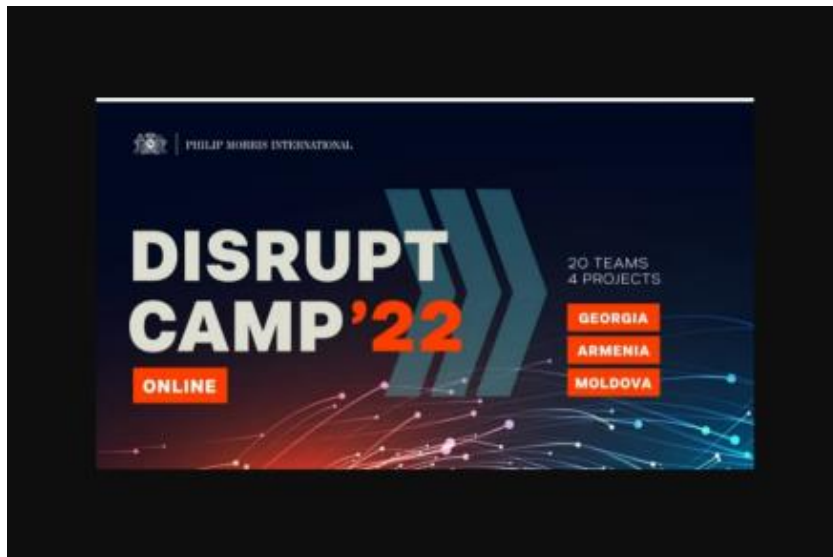 PHILIP MORRIS INTERNATIONAL
DISRUPT
CAMP’22
ONLINE
20 TEAMS
4 PROJECTS
GEORGIA
ARMENIA
MOLDOVA